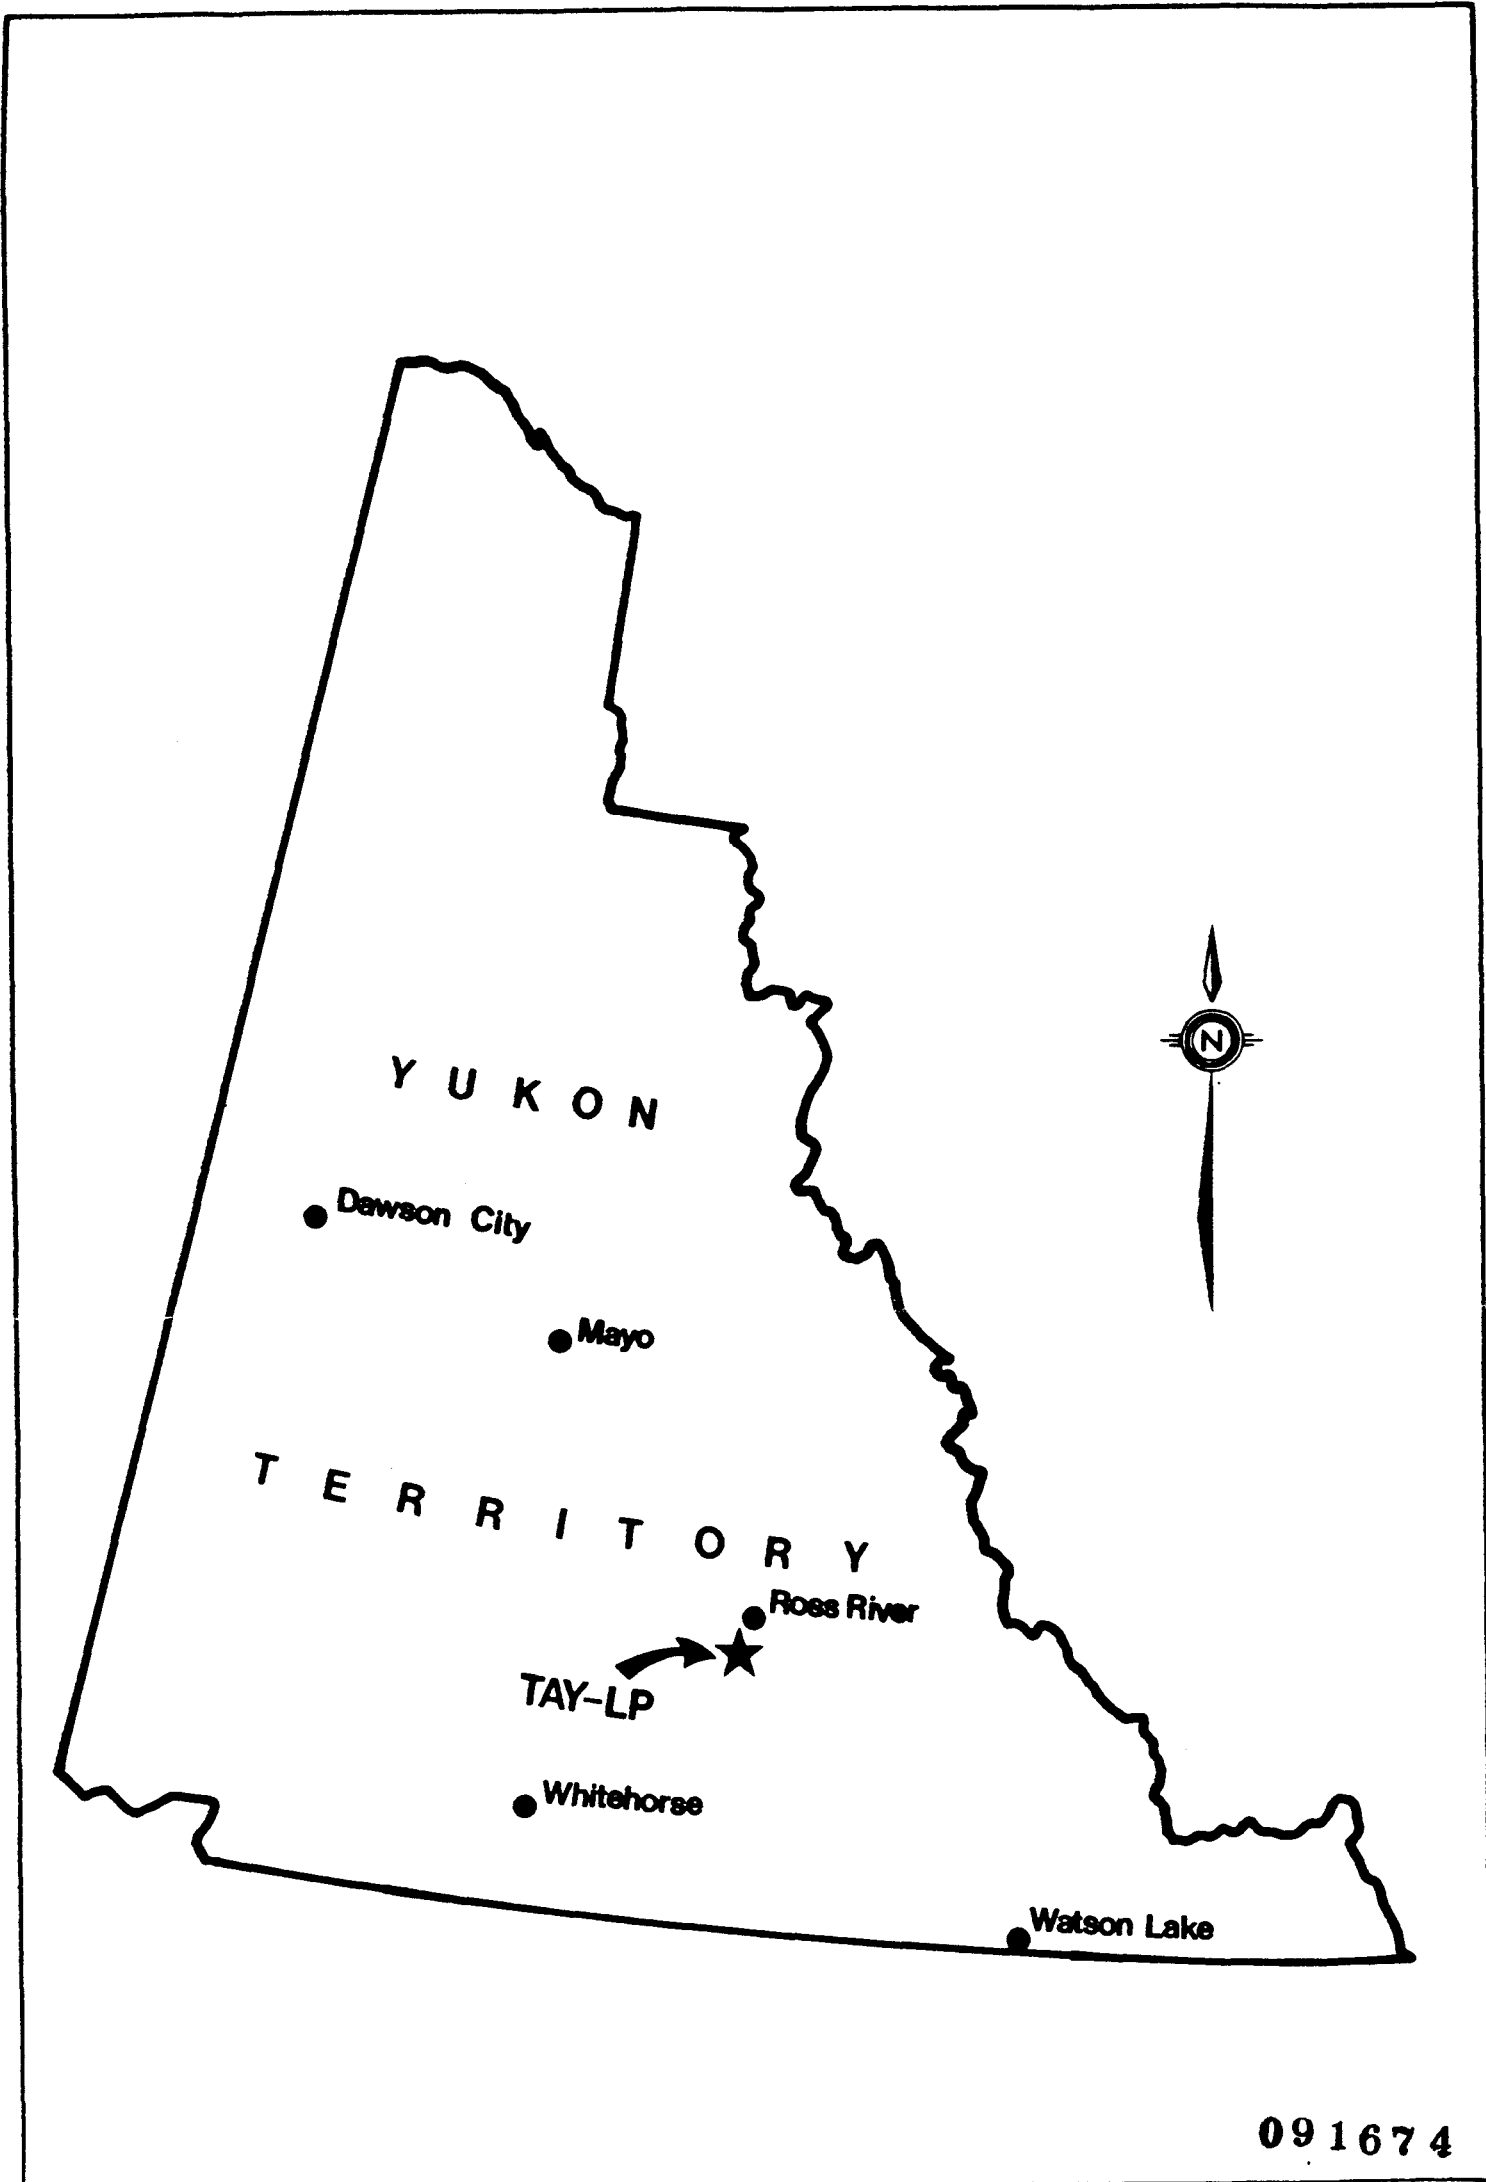 N
YUKON
Dawson City
Mayo
TERRITORY
Ross River
TAY-LP
Whitehorse
Watson Lake
091674